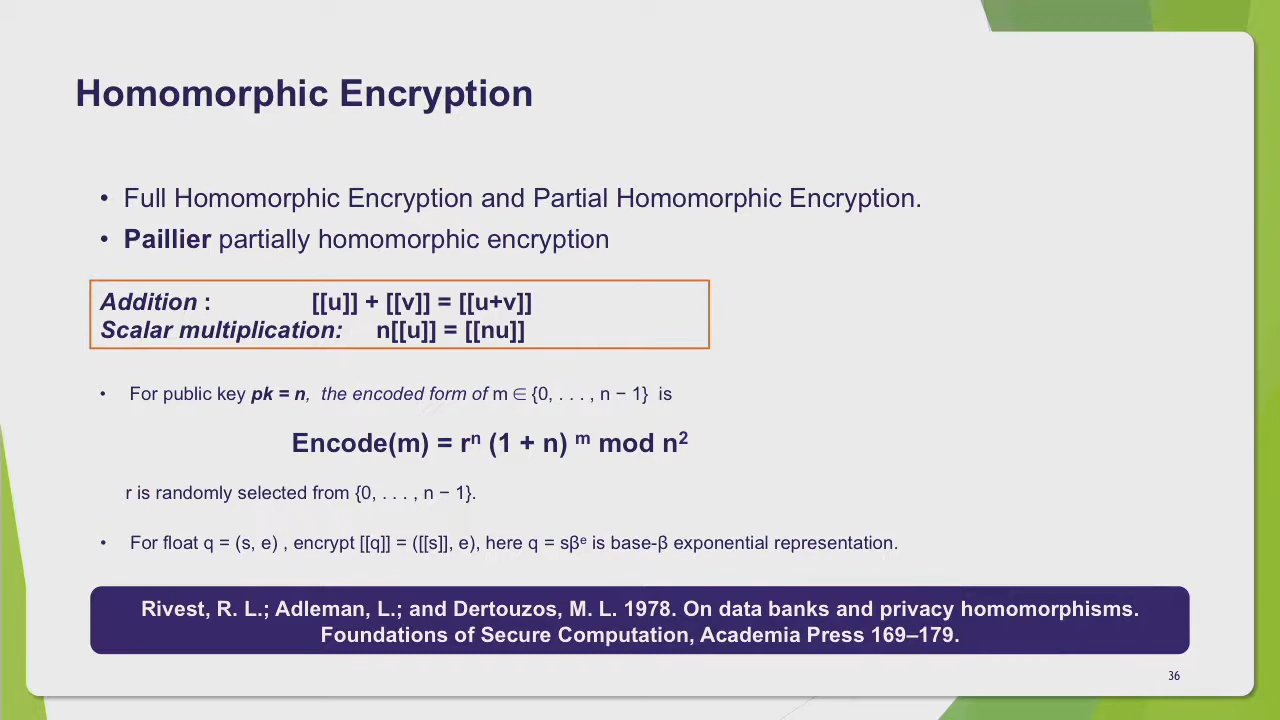 Homomorphic Encryption
• Full Homomorphic Encryption and Partial Homomorphic Encryption.
• Paillier partially homomorphic encryption
Addition : [[u]] + [[v]] = [[u+v]]
Scalar multiplication: n[[u]] = [[nu]]
• For public key pk = n, the encoded form of m ∈ {0, . . . , n − 1} is
Encode(m) = rⁿ (1 + n) ᵐ mod n²
r is randomly selected from {0, . . . , n − 1}.
• For float q = (s, e) , encrypt [[q]] = ([[s]], e), here q = sβᵉ is base-β exponential representation.
Rivest, R. L.; Adleman, L.; and Dertouzos, M. L. 1978. On data banks and privacy homomorphisms.
Foundations of Secure Computation, Academia Press 169–179.
36